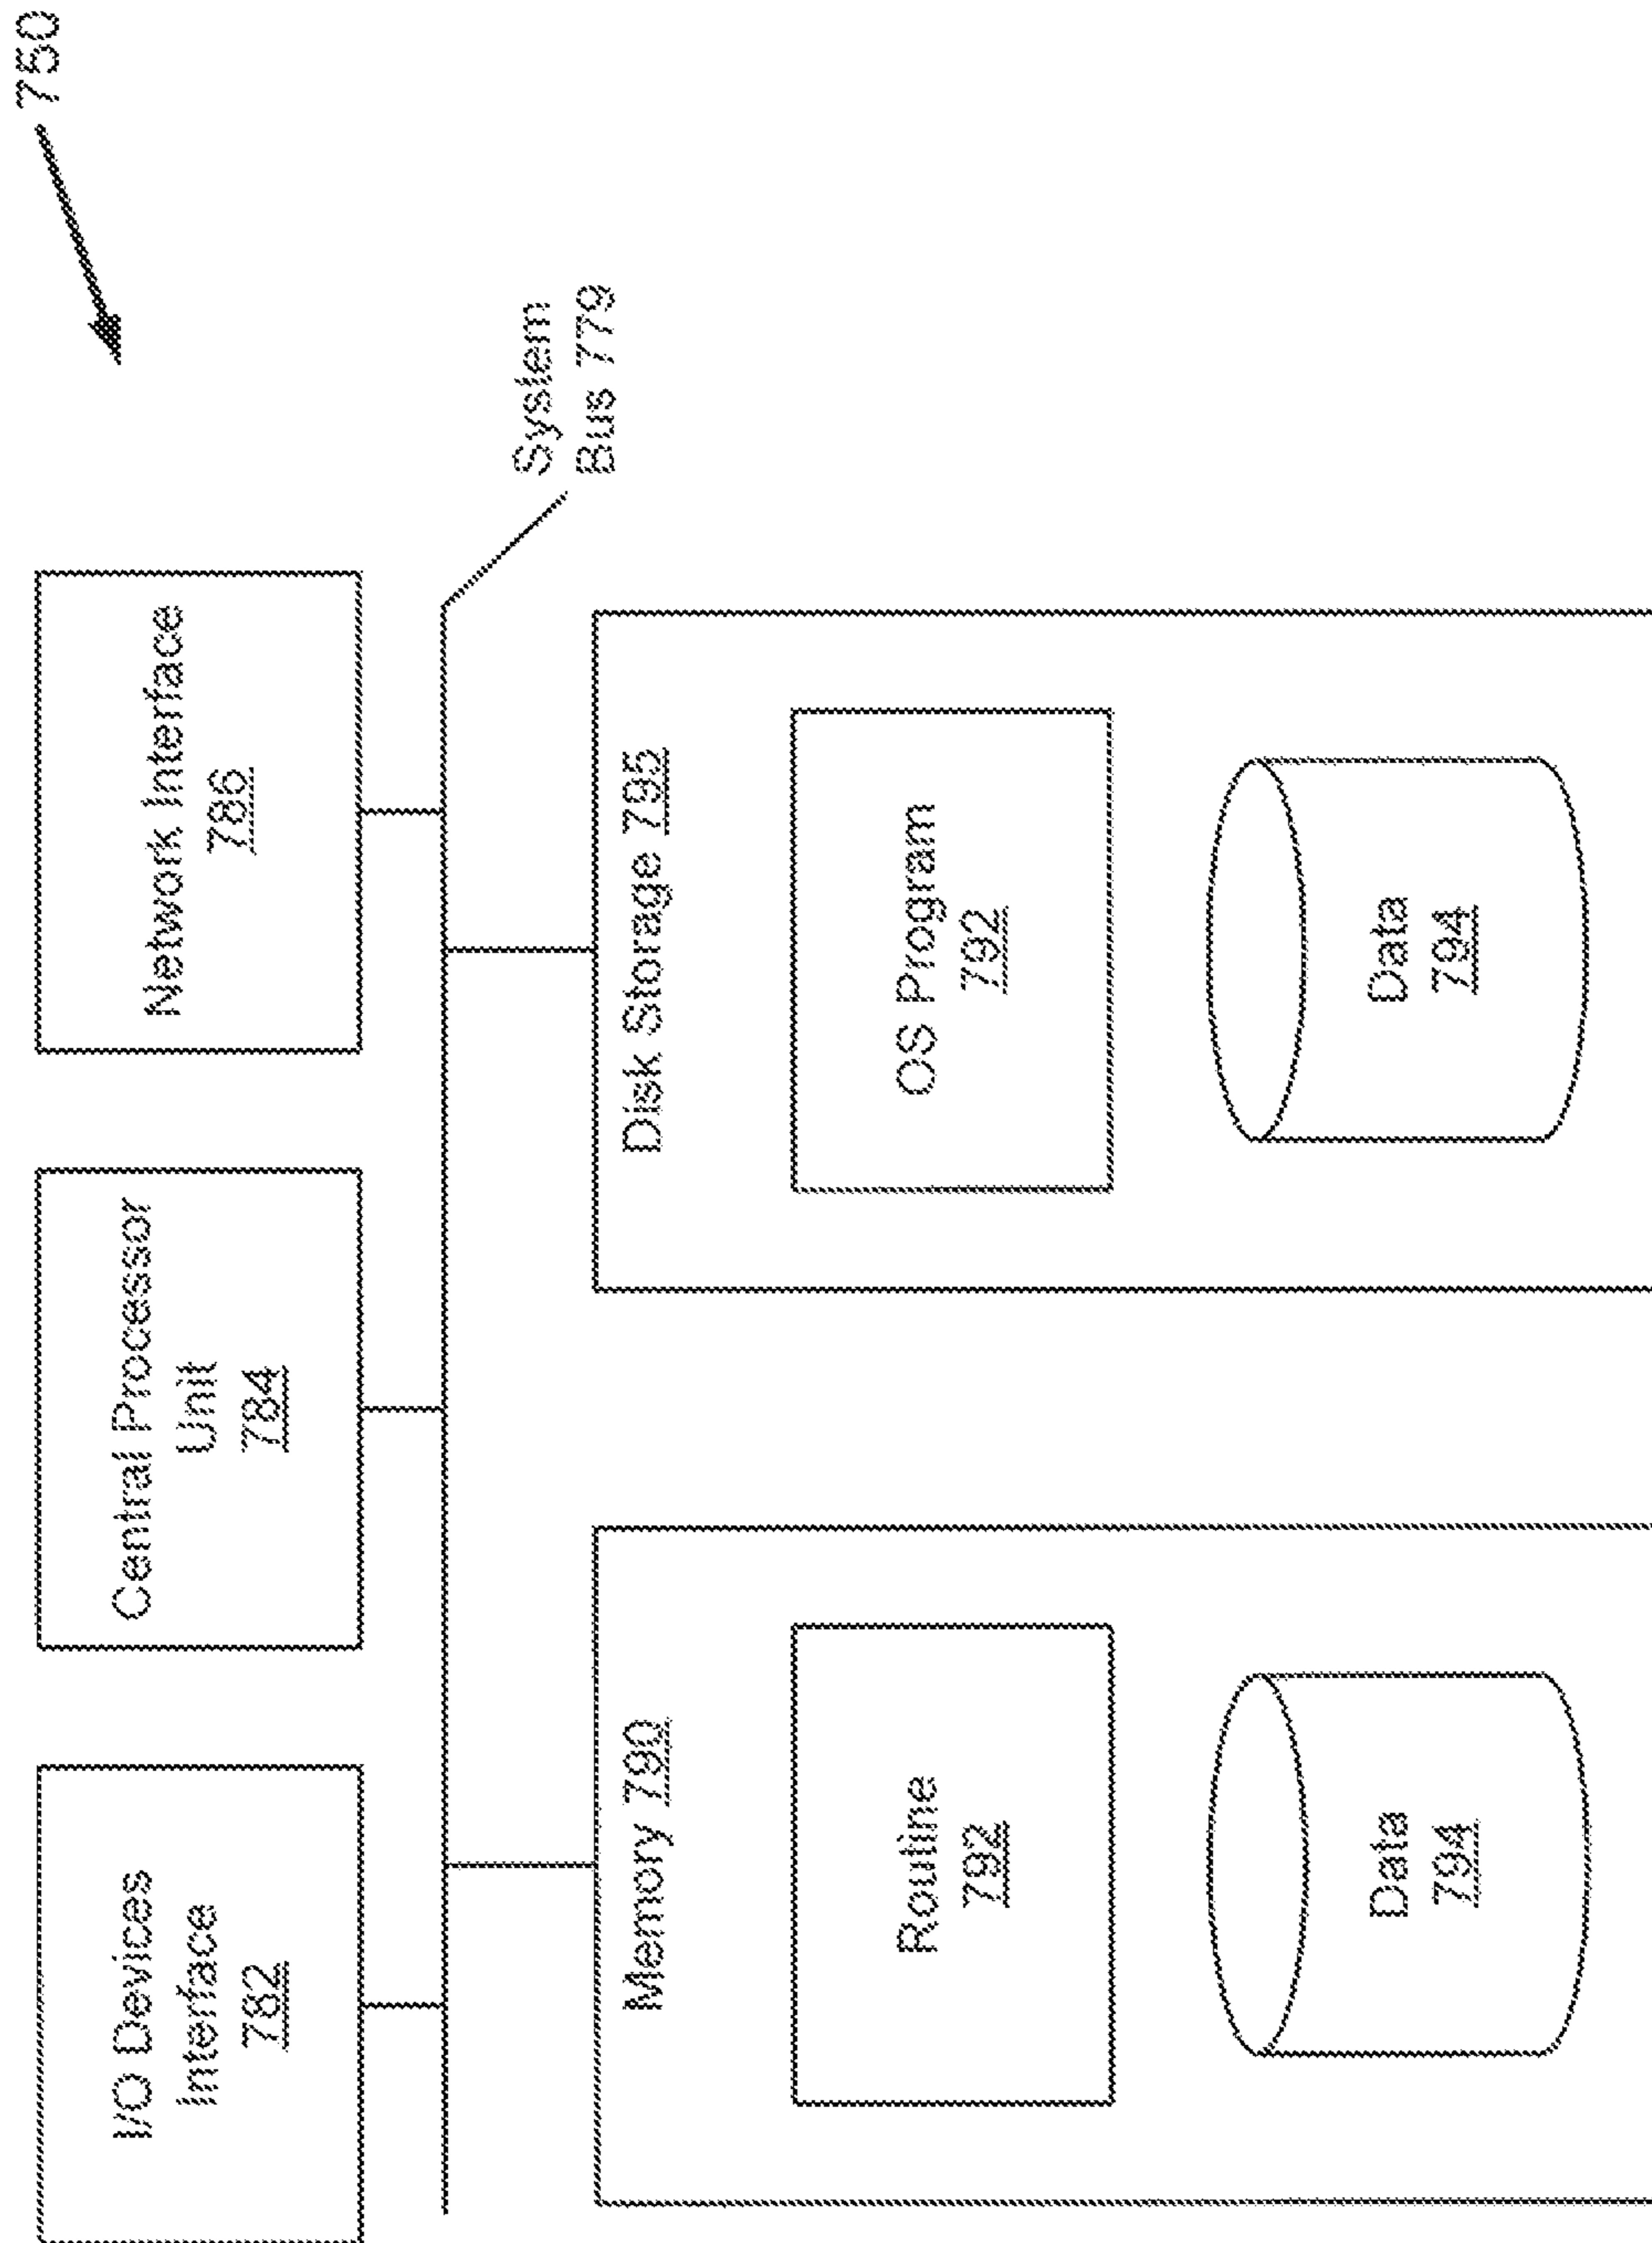 750
I/O Devices
Interface
782
Central Processor
Unit
784
Network Interface
786
System
Bus 779
Memory 790
Routine
792
Data
794
Disk Storage 795
OS Program
792
Data
794